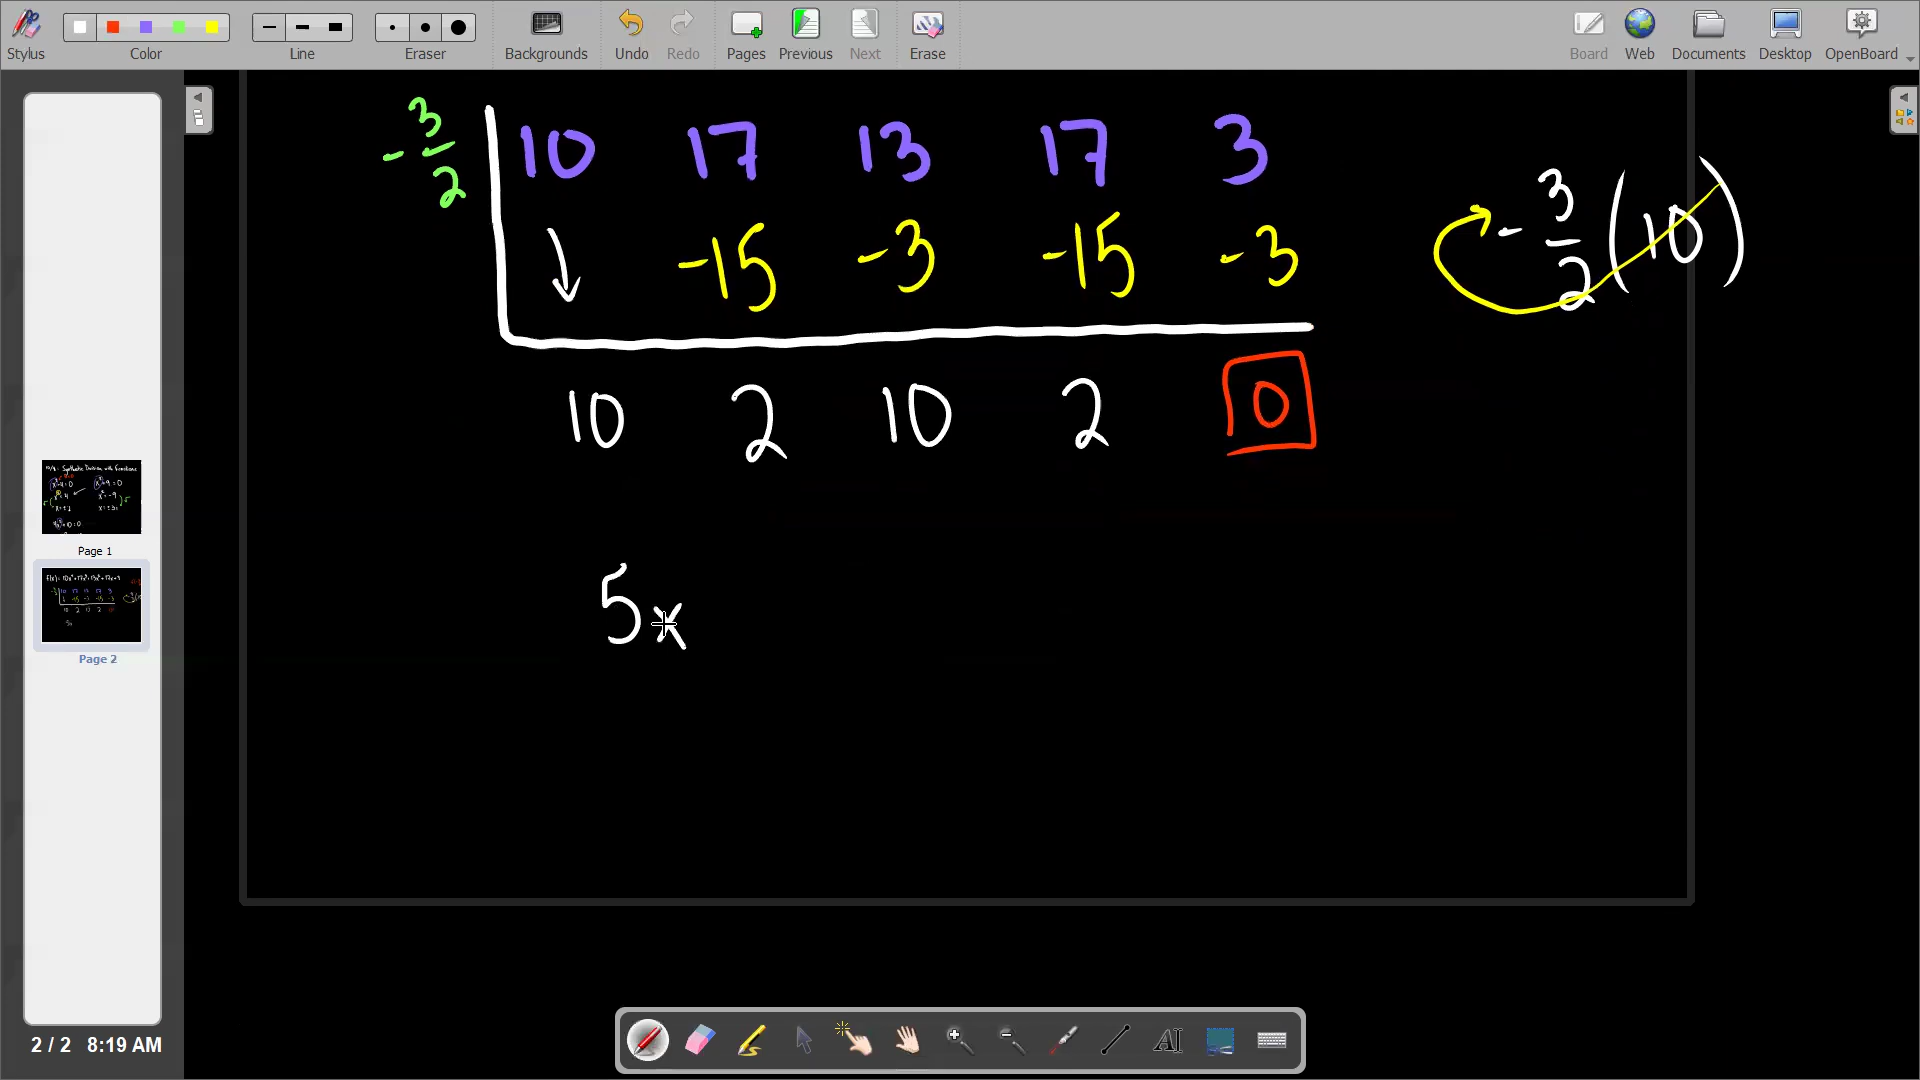 Stylus Color Line Eraser Backgrounds Undo Redo Pages Previous Next Erase Board Web Documents Desktop OpenBoard
-3/2 10 17 13 17 3
↓ -15 -3 -15 -3
10 2 10 2 0
-3/2(10)
5x
Page 1
Page 2
2 / 2 8:19 AM